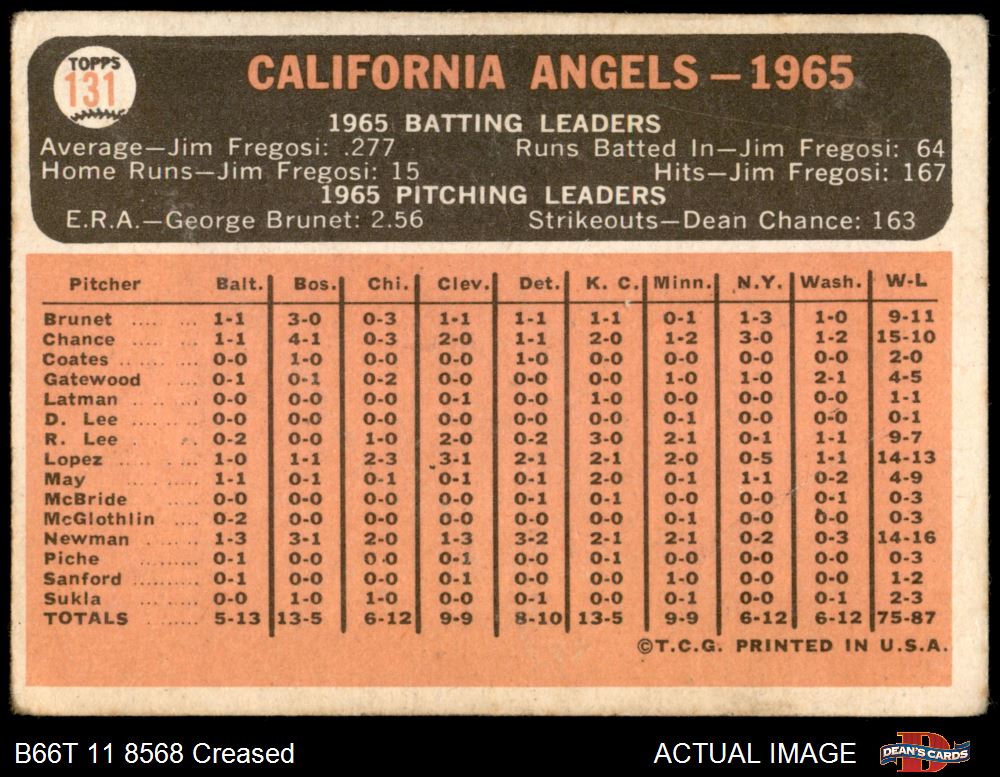 TOPPS
131
CALIFORNIA ANGELS – 1965
1965 BATTING LEADERS
Average—Jim Fregosi: .277 Runs Batted In—Jim Fregosi: 64
Home Runs—Jim Fregosi: 15 Hits—Jim Fregosi: 167
1965 PITCHING LEADERS
E.R.A.—George Brunet: 2.56 Strikeouts—Dean Chance: 163
Pitcher Balt. Bos. Chi. Clev. Det. K. C. Minn. N.Y. Wash. W-L
Brunet .... ... 1-1 3-0 0-3 1-1 1-1 1-1 0-1 1-3 1-0 9-11
Chance .... ... 1-1 4-1 0-3 2-0 1-1 2-0 1-2 3-0 1-2 15-10
Coates .. .. ... 0-0 1-0 0-0 0-0 1-0 0-0 0-0 0-0 0-0 2-0
Gatewood ... 0-1 0-1 0-2 0-0 0-0 0-0 1-0 1-0 2-1 4-5
Latman .... ... 0-0 0-0 0-0 0-1 0-0 1-0 0-0 0-0 0-0 1-1
D. Lee .... ... 0-0 0-0 0-0 0-0 0-0 0-0 0-1 0-0 0-0 0-1
R. Lee . .. 0-2 0-0 1-0 2-0 0-2 3-0 2-1 0-1 1-1 9-7
Lopez .... ... 1-0 1-1 2-3 3-1 2-1 2-1 2-0 0-5 1-1 14-13
May ...... ... 1-1 0-1 0-1 0-1 0-1 2-0 0-1 1-1 0-2 4-9
McBride ... 0-0 0-0 0-0 0-0 0-1 0-1 0-0 0-0 0-1 0-3
McGlothlin .... 0-2 0-0 0-0 0-0 0-0 0-0 0-1 0-0 0-0 0-3
Newman ... .... 1-3 3-1 2-0 1-3 3-2 2-1 2-1 0-2 0-3 14-16
Piche ......... 0-1 0-0 0-0 0-1 0-0 0-1 0-0 0-0 0-0 0-3
Sanford .. .... 0-1 0-0 0-0 0-1 0-0 0-0 1-0 0-0 0-0 1-2
Sukla .... ... 0-0 1-0 1-0 0-0 0-1 0-0 0-1 0-0 0-1 2-3
TOTALS ....... 5-13 13-5 6-12 9-9 8-10 13-5 9-9 6-12 6-12 75-87
©T.C.G. PRINTED IN U.S.A.
B66T 11 8568 Creased ACTUAL IMAGE DEAN'S CARDS